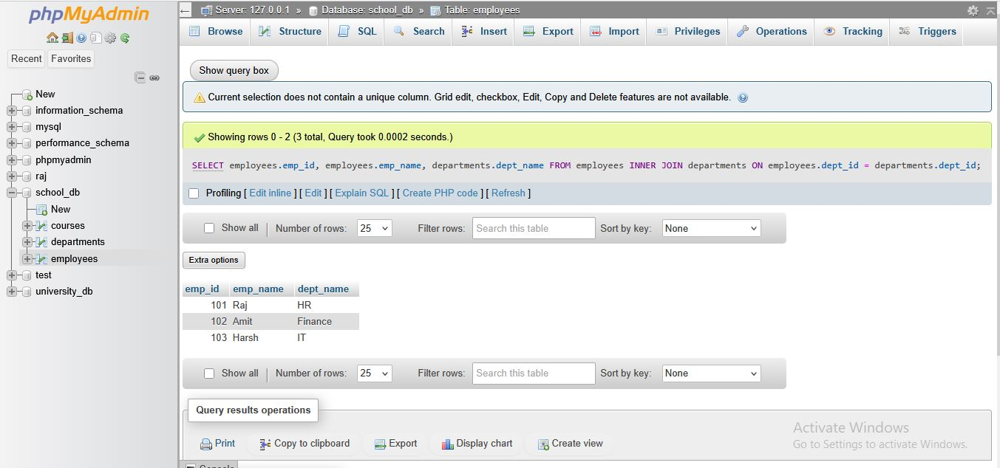 phpMyAdmin
Recent Favorites
New
information_schema
mysql
performance_schema
phpmyadmin
raj
school_db
New
courses
departments
employees
test
university_db
Server: 127.0.0.1 » Database: school_db » Table: employees
Browse Structure SQL Search Insert Export Import Privileges Operations Tracking Triggers
Show query box
Current selection does not contain a unique column. Grid edit, checkbox, Edit, Copy and Delete features are not available.
Showing rows 0 - 2 (3 total, Query took 0.0002 seconds.)
SELECT employees.emp_id, employees.emp_name, departments.dept_name FROM employees INNER JOIN departments ON employees.dept_id = departments.dept_id;
Profiling [ Edit inline ] [ Edit ] [ Explain SQL ] [ Create PHP code ] [ Refresh ]
Show all Number of rows: 25 Filter rows: Search this table Sort by key: None
Extra options
emp_id emp_name dept_name
101 Raj HR
102 Amit Finance
103 Harsh IT
Show all Number of rows: 25 Filter rows: Search this table Sort by key: None
Query results operations
Print Copy to clipboard Export Display chart Create view
Activate Windows
Go to Settings to activate Windows.
Console